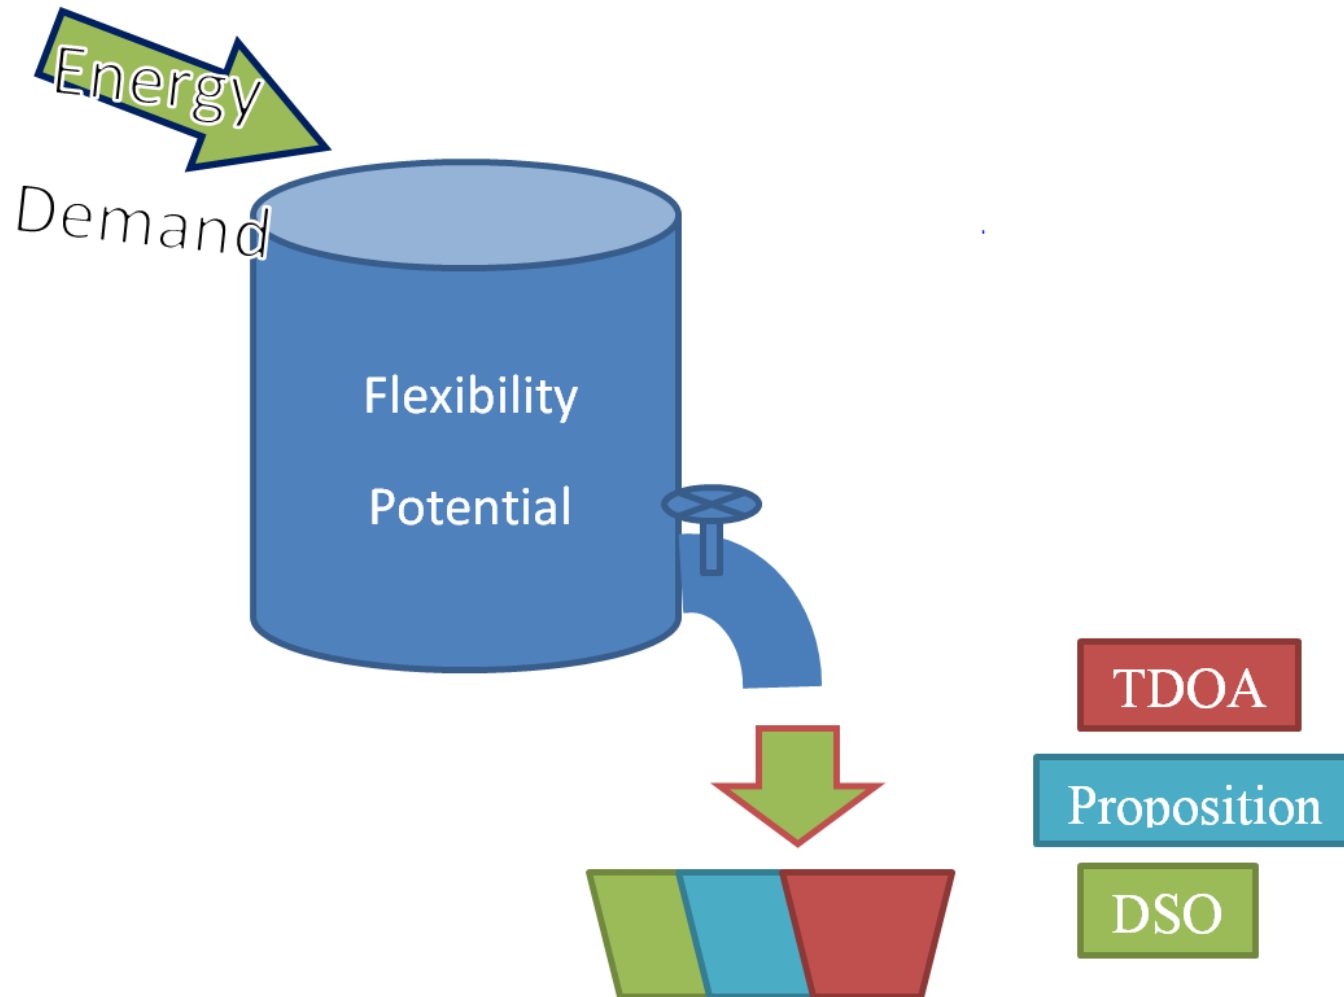 Energy
Demand
Flexibility
Potential
TDOA
Proposition
DSO